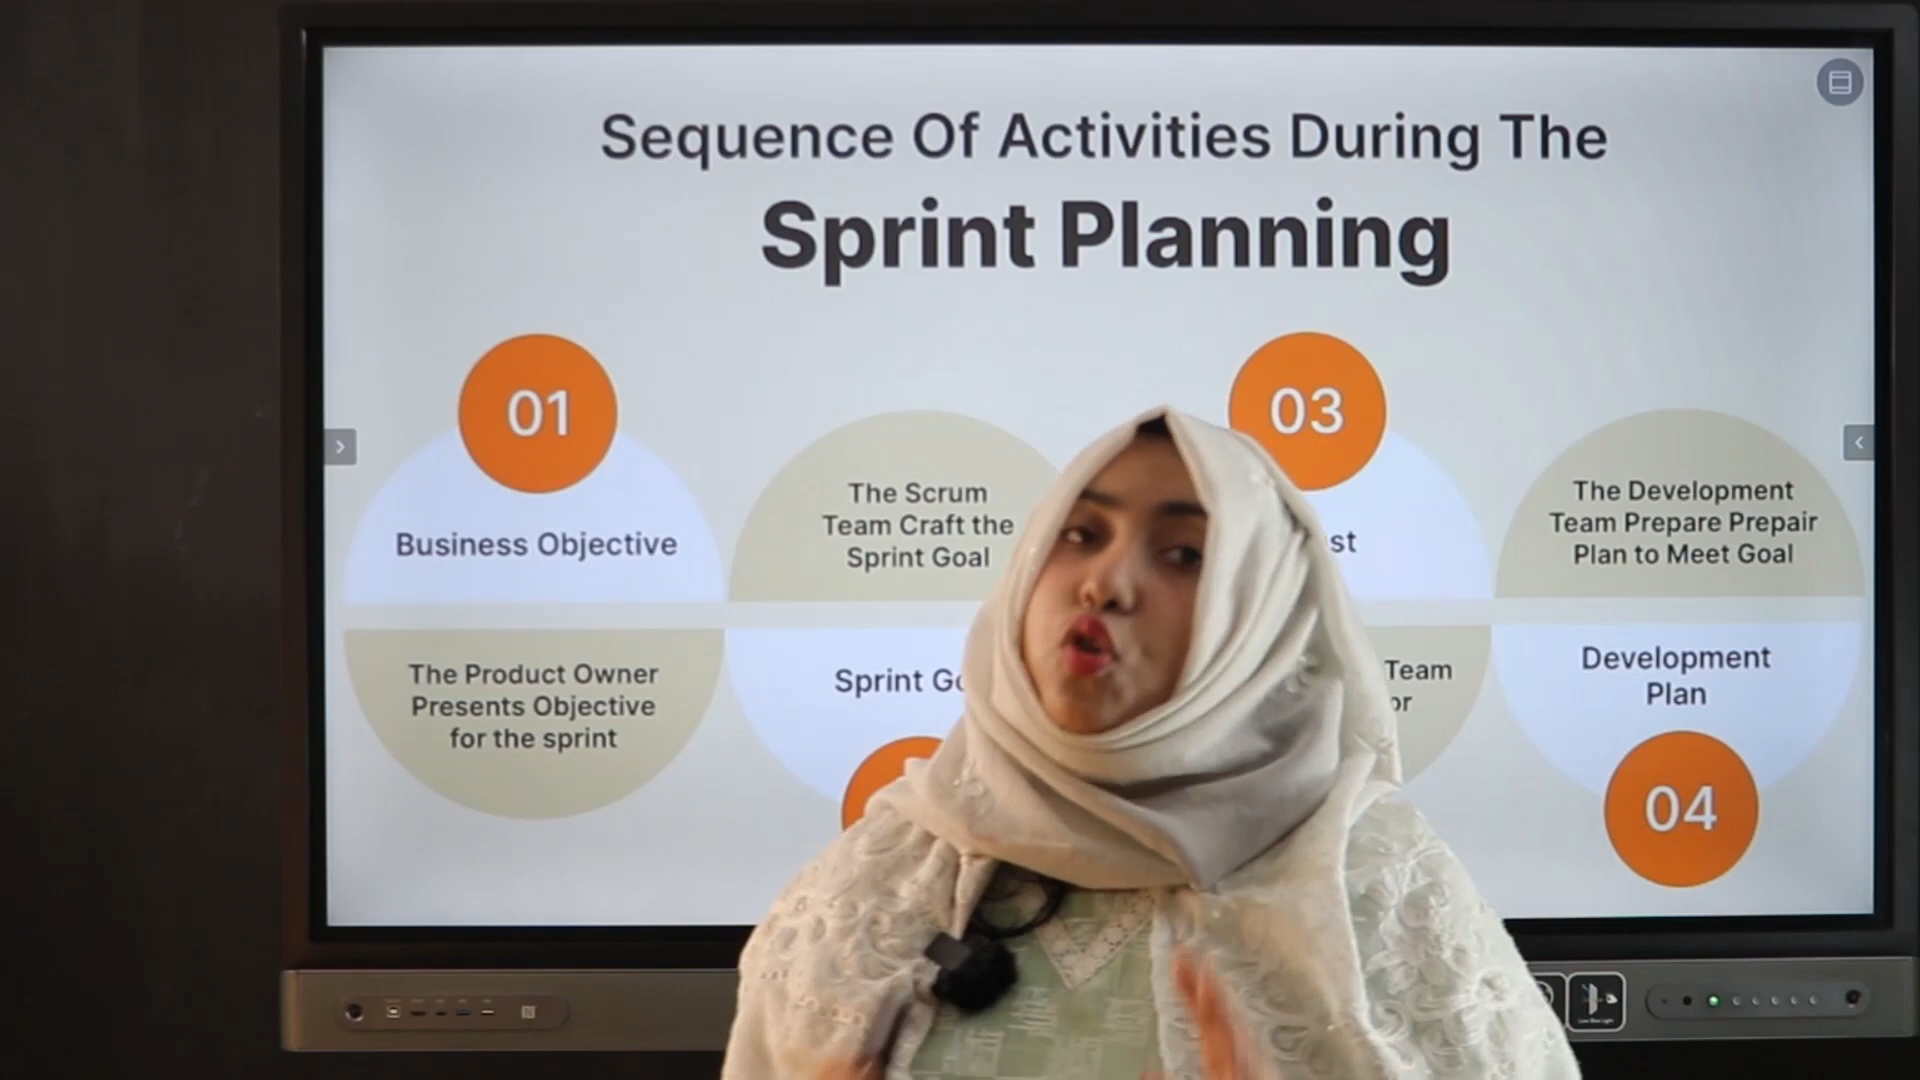 Sequence Of Activities During The
Sprint Planning
01
Business Objective
The Product Owner
Presents Objective
for the sprint
The Scrum
Team Craft the
Sprint Goal
Sprint
03
Team
The Development
Team Prepare Prepair
Plan to Meet Goal
Development
Plan
04